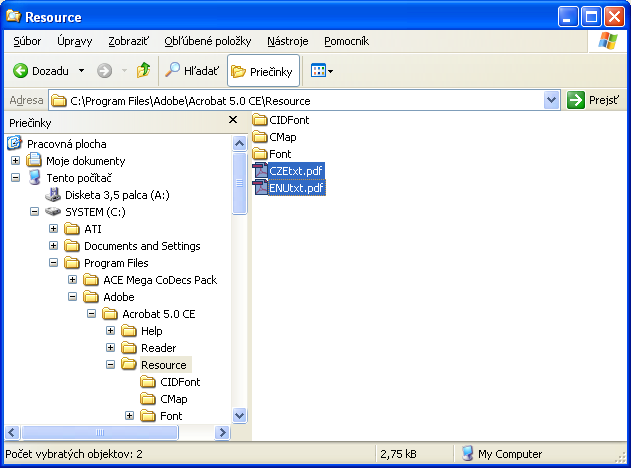 Resource
Súbor Úpravy Zobraziť Obľúbené položky Nástroje Pomocník
Dozadu Hľadať Priečinky
Adresa C:\Program Files\Adobe\Acrobat 5.0 CE\Resource Prejsť
Priečinky
Pracovná plocha
Moje dokumenty
Tento počítač
Disketa 3,5 palca (A:)
SYSTEM (C:)
ATI
Documents and Settings
Program Files
ACE Mega CoDecs Pack
Adobe
Acrobat 5.0 CE
Help
Reader
Resource
CIDFont
CMap
Font
CIDFont
CMap
Font
CZEtxt.pdf
ENUtxt.pdf
Počet vybratých objektov: 2 2,75 kB My Computer